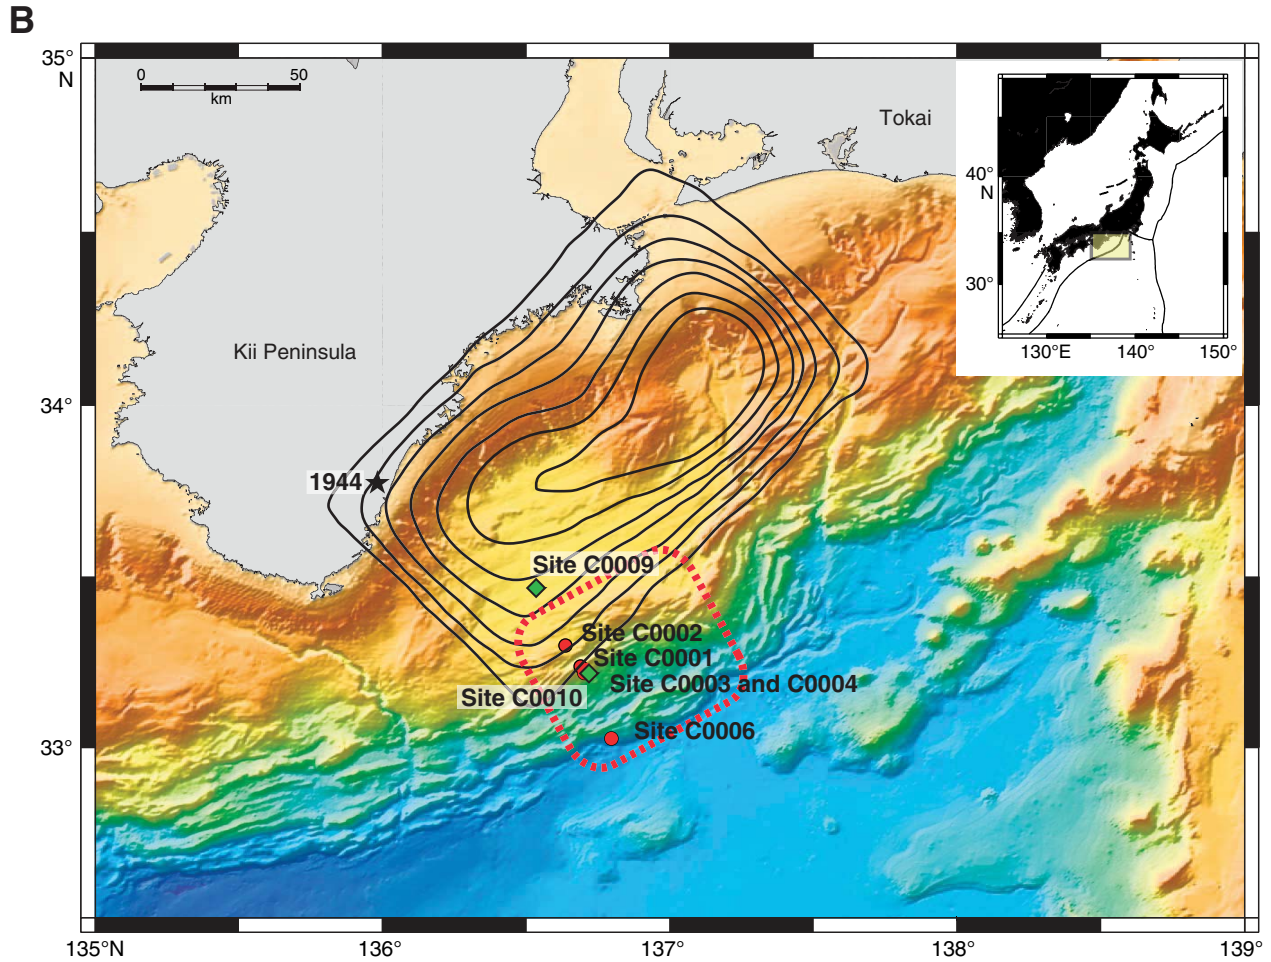 B
35°
N
0 50
km
Tokai
40°
N
30°
130°E 140° 150°
Kii Peninsula
34°
1944
Site C0009
Site C0002
Site C0001
Site C0003 and C0004
Site C0010
Site C0006
33°
135°N 136° 137° 138° 139°